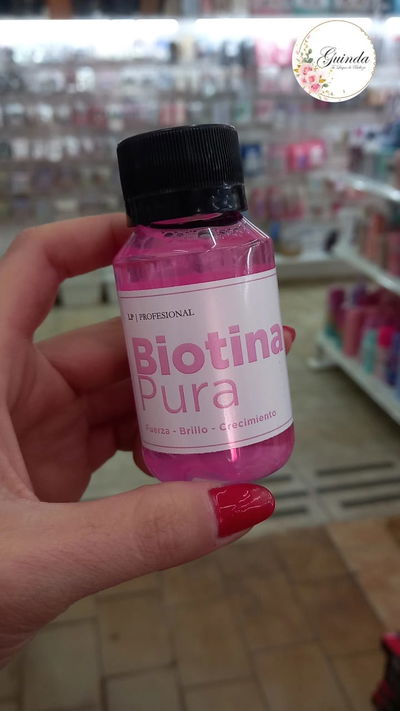 Guinda
LP | PROFESIONAL
Biotina
Pura
Fuerza - Brillo - Crecimiento